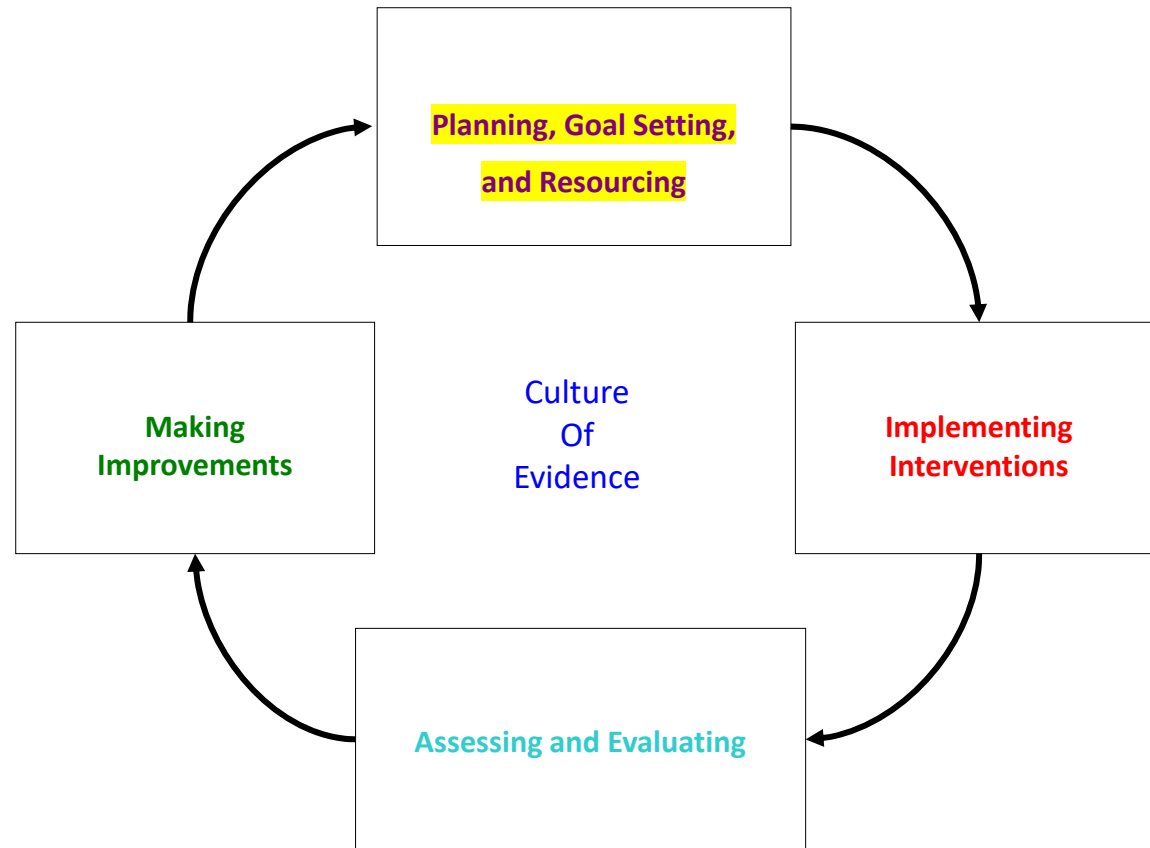 Planning, Goal Setting,
and Resourcing
Culture
Of
Evidence
Making
Improvements
Implementing
Interventions
Assessing and Evaluating